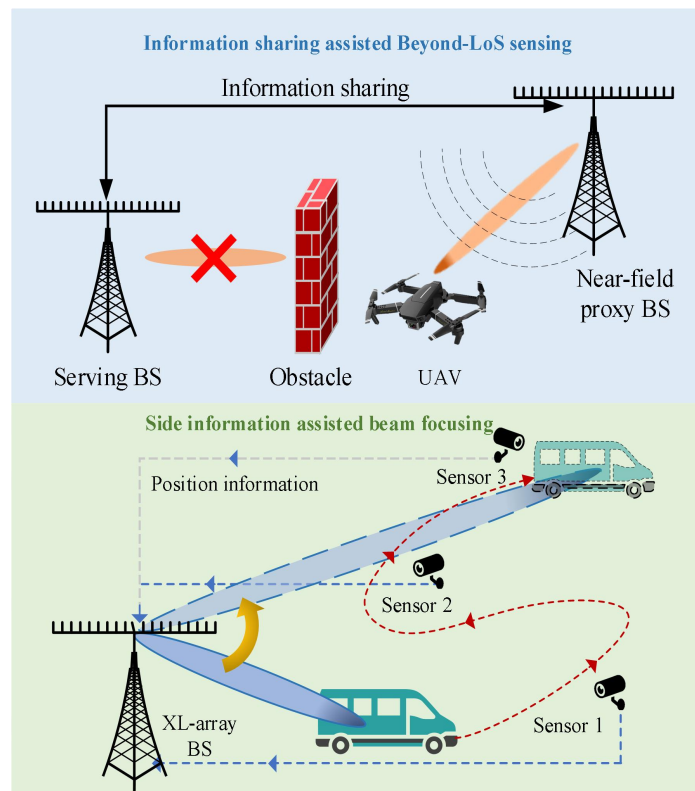 Information sharing assisted Beyond-LoS sensing
Information sharing
Near-field
proxy BS
Serving BS
Obstacle
UAV
Side information assisted beam focusing
Sensor 3
Position information
Sensor 2
XL-array
BS
Sensor 1